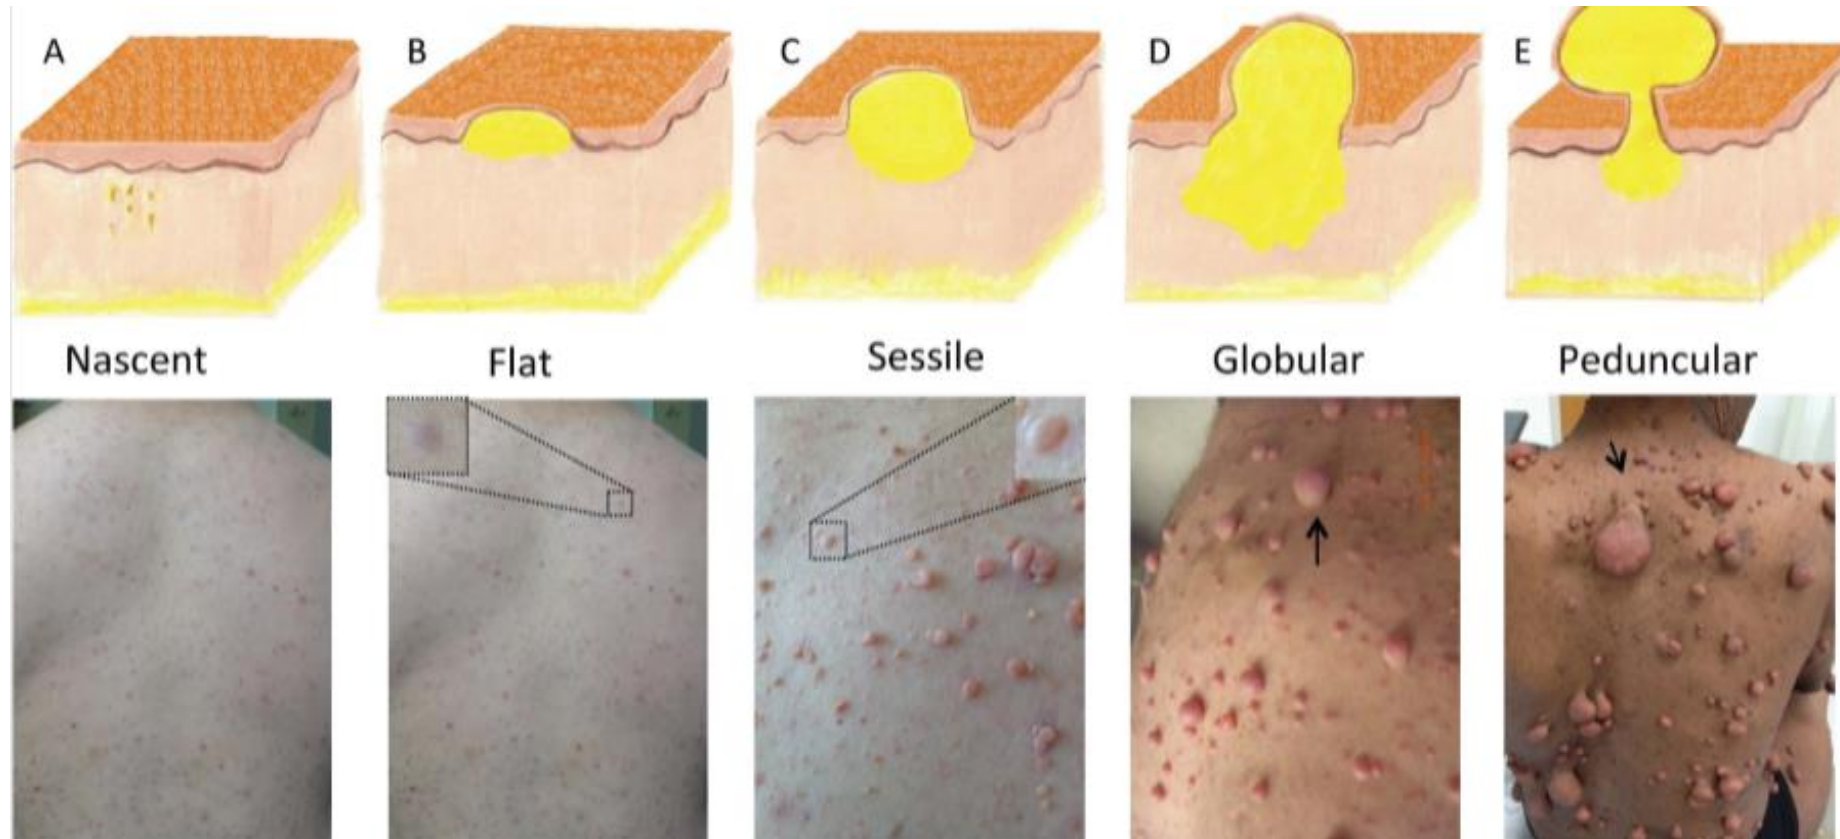 A
B
C
D
E
Nascent
Flat
Sessile
Globular
Peduncular